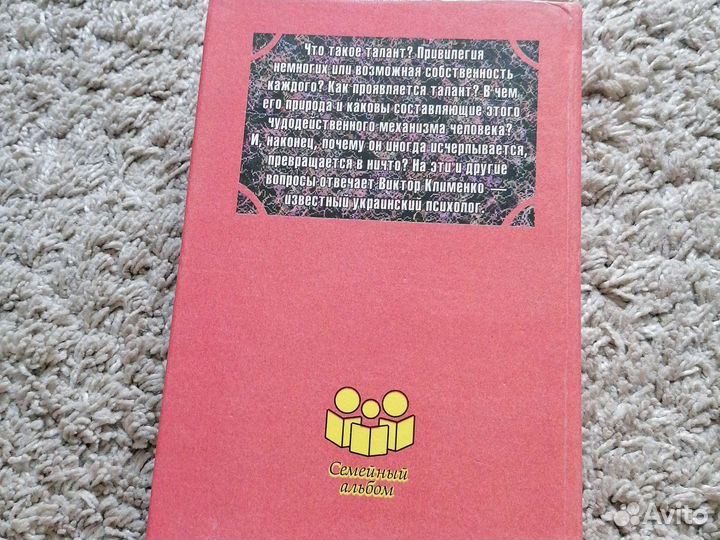 Что такое талант? Привилегия
немногих или возможная собственность
каждого? Как проявляется талант? В чем
его природа и каковы составляющие этого
чудодейственного механизма человека?
И, наконец, почему он иногда исчерпывается,
превращается в ничто? На эти и другие
вопросы отвечает Виктор Клименко —
известный украинский психолог.
Семейный
альбом
Avito